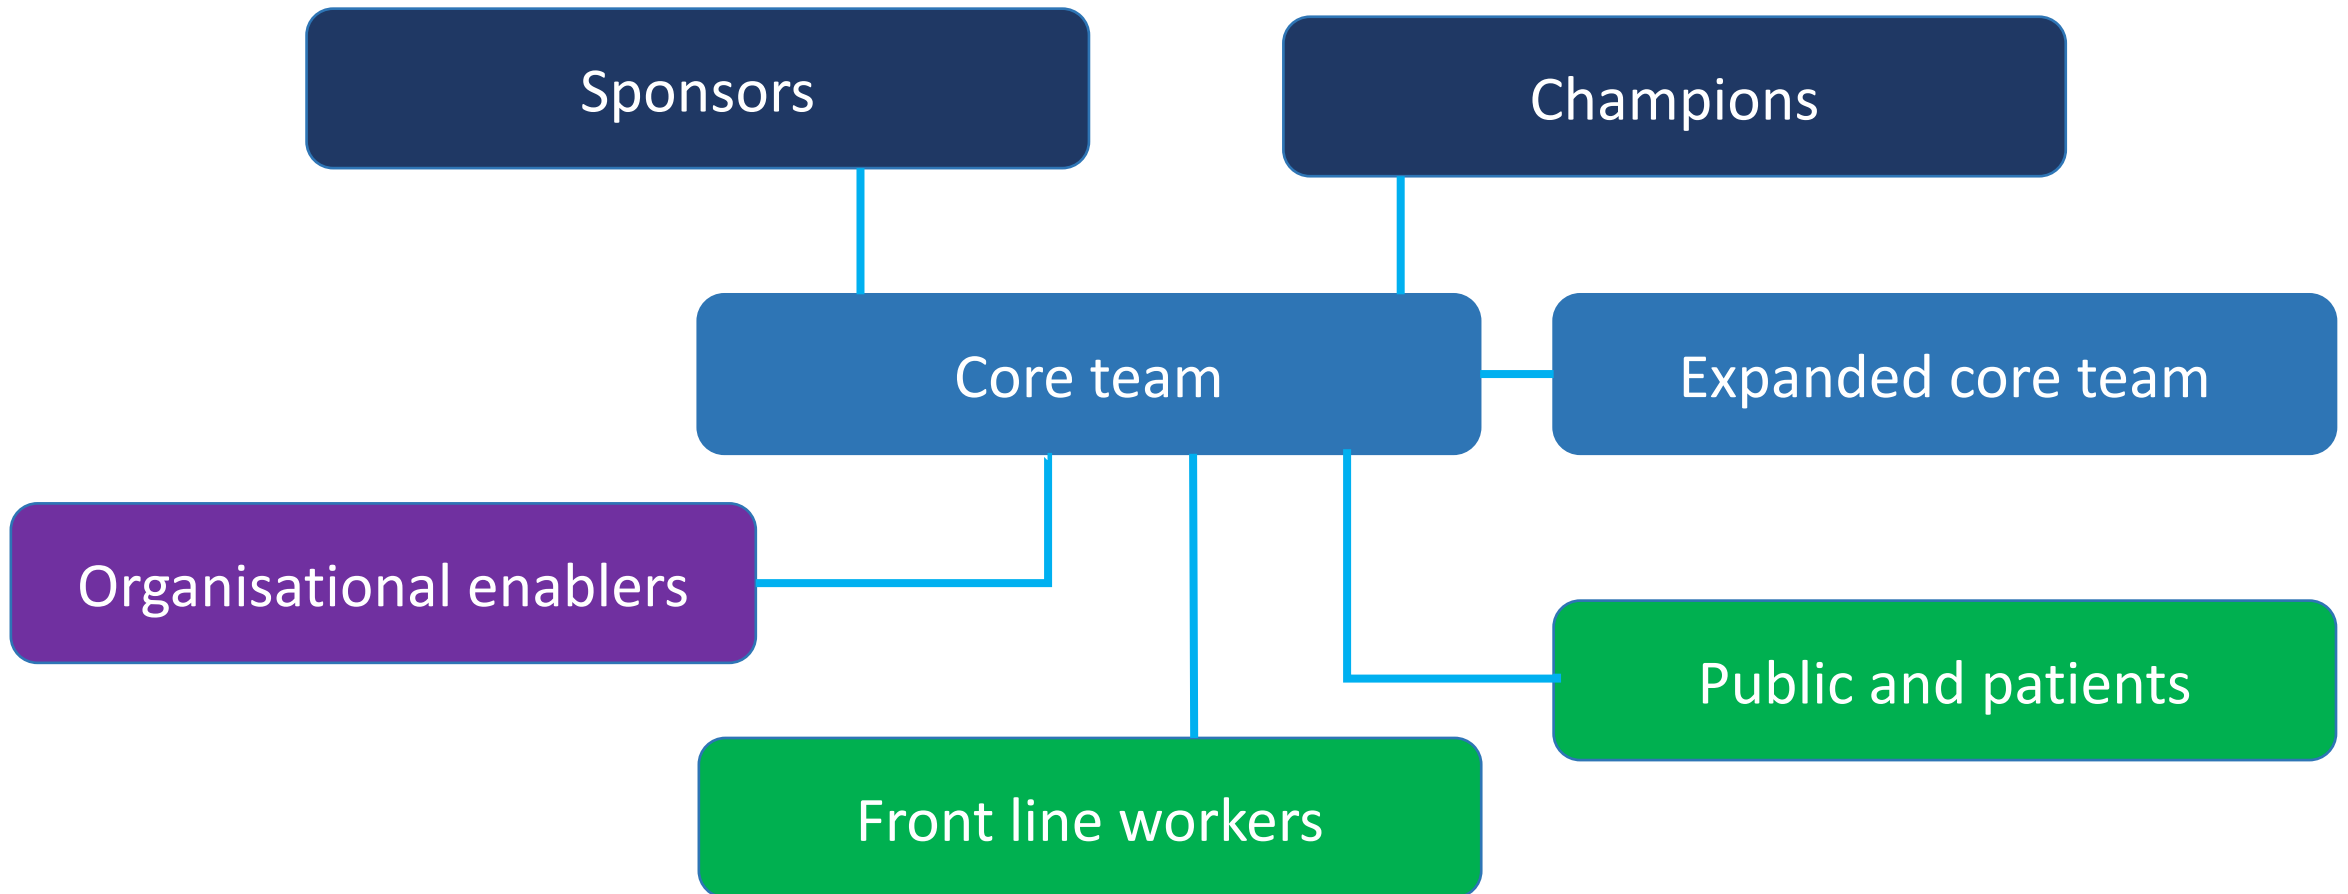 Sponsors
Champions
Core team
Expanded core team
Organisational enablers
Public and patients
Front line workers